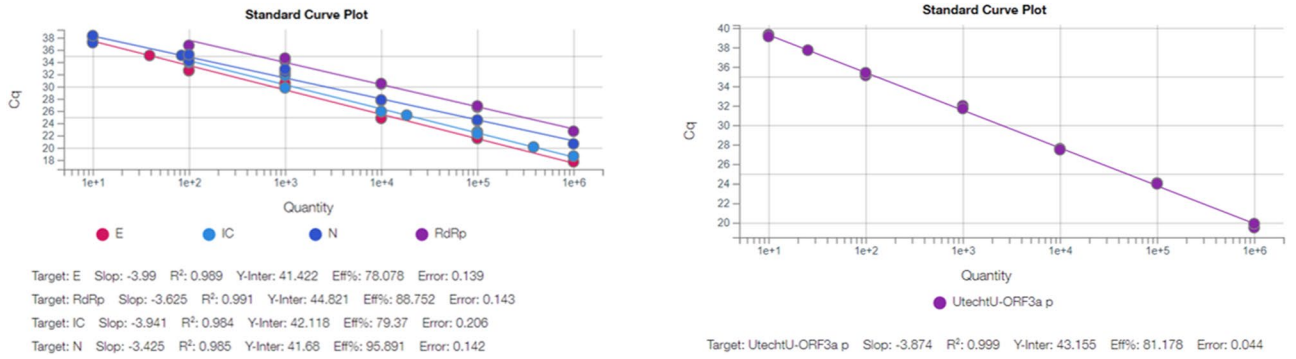 Standard Curve Plot
38
36
34
32
30
28
26
24
22
20
18
Cq
1e+1 1e+2 1e+3 1e+4 1e+5 1e+6
Quantity
E IC N RdRp
Target: E Slop: -3.99 R²: 0.989 Y-Inter: 41.422 Eff%: 78.078 Error: 0.139
Target: RdRp Slop: -3.625 R²: 0.991 Y-Inter: 44.821 Eff%: 88.752 Error: 0.143
Target: IC Slop: -3.941 R²: 0.984 Y-Inter: 42.118 Eff%: 79.37 Error: 0.206
Target: N Slop: -3.425 R²: 0.985 Y-Inter: 41.68 Eff%: 95.891 Error: 0.142
Standard Curve Plot
40
38
36
34
32
30
28
26
24
22
20
Cq
1e+1 1e+2 1e+3 1e+4 1e+5 1e+6
Quantity
UtechtU-ORF3a p
Target: UtechtU-ORF3a p Slop: -3.874 R²: 0.999 Y-Inter: 43.155 Eff%: 81.178 Error: 0.044